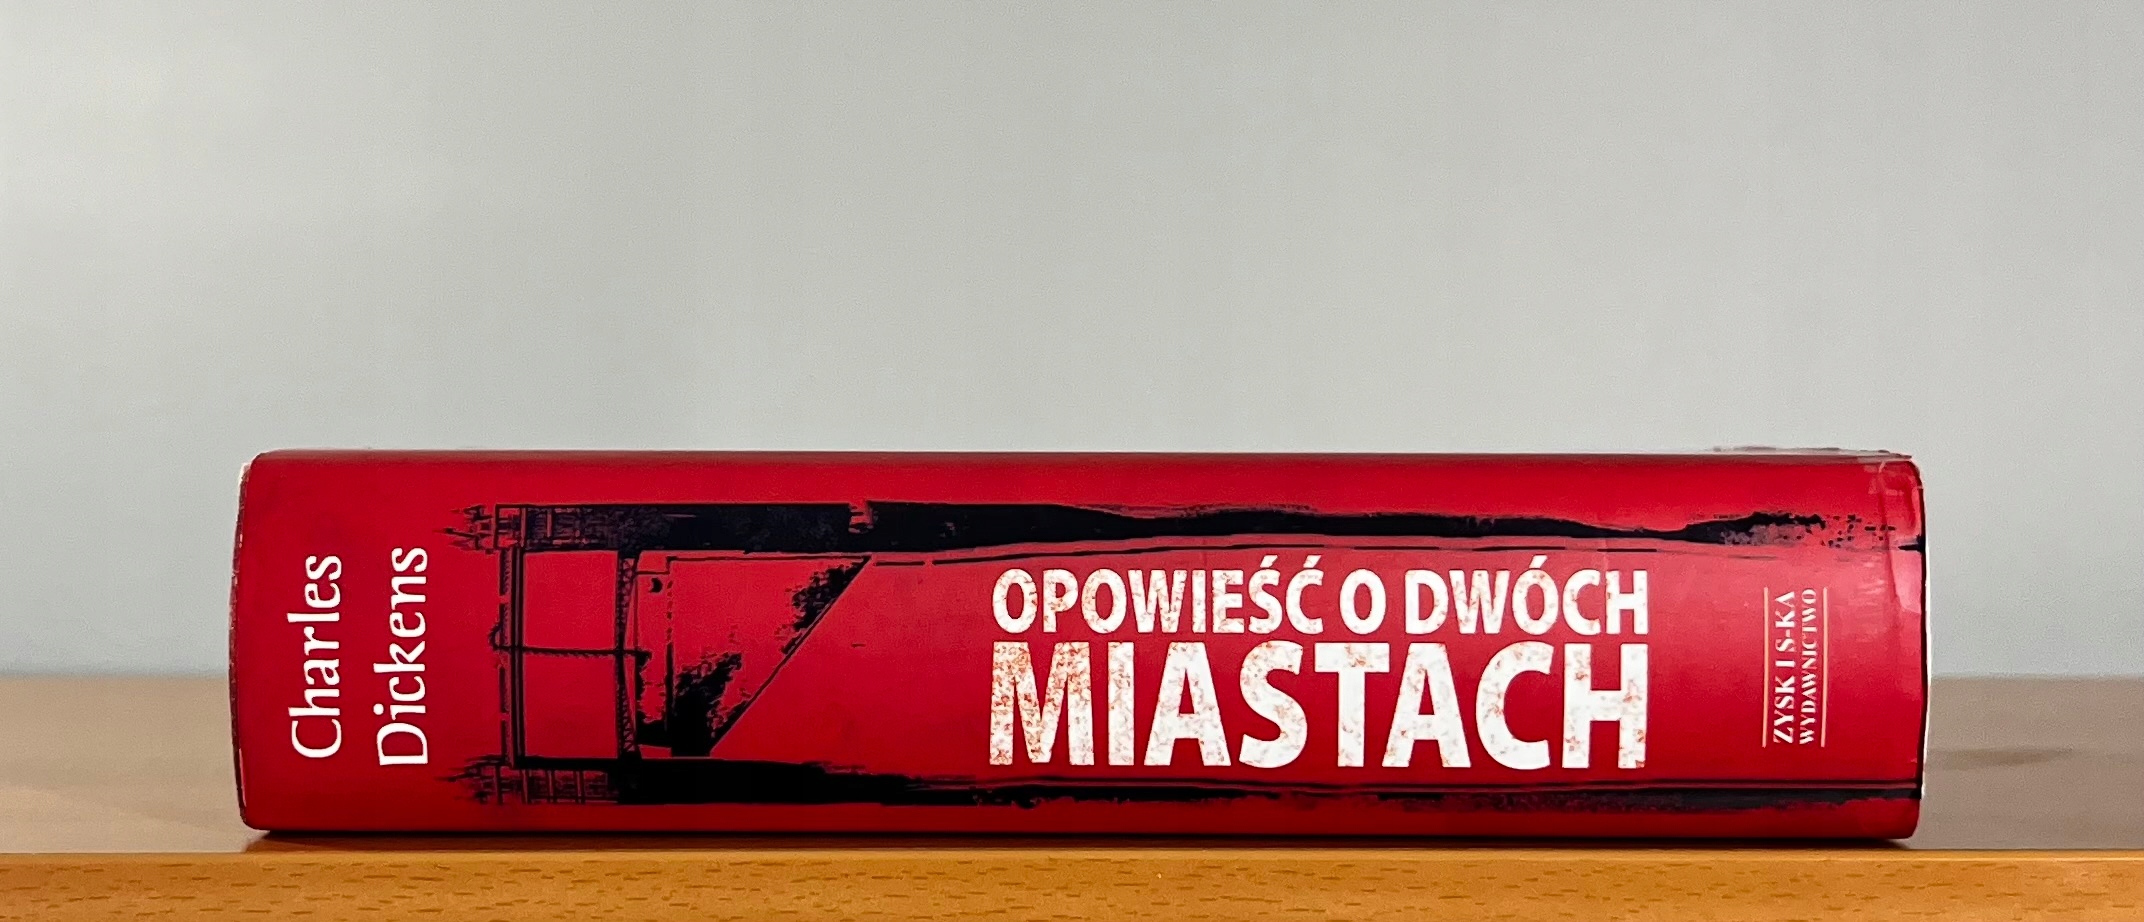 Charles
Dickens
OPOWIEŚĆ O DWÓCH
MIASTACH
ZYSK I S-KA
WYDAWNICTWO